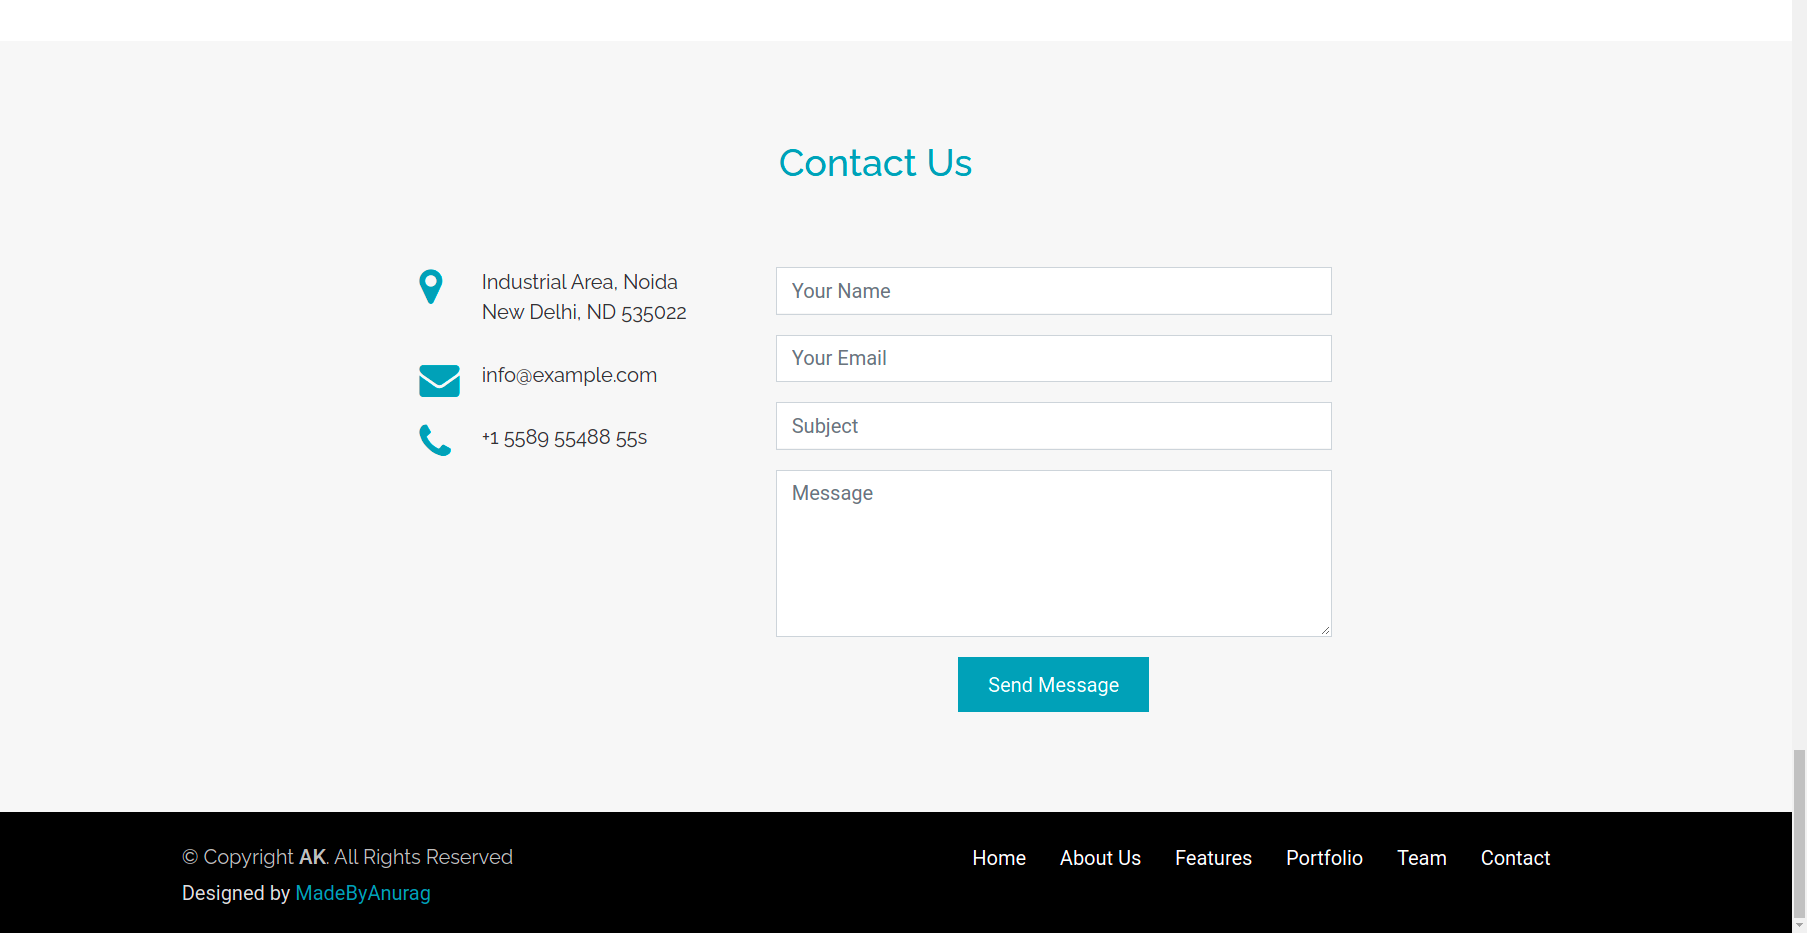 Contact Us
Industrial Area, Noida
New Delhi, ND 535022
info@example.com
+1 5589 55488 55s
Your Name
Your Email
Subject
Message
Send Message
© Copyright AK. All Rights Reserved
Designed by MadeByAnurag
Home About Us Features Portfolio Team Contact